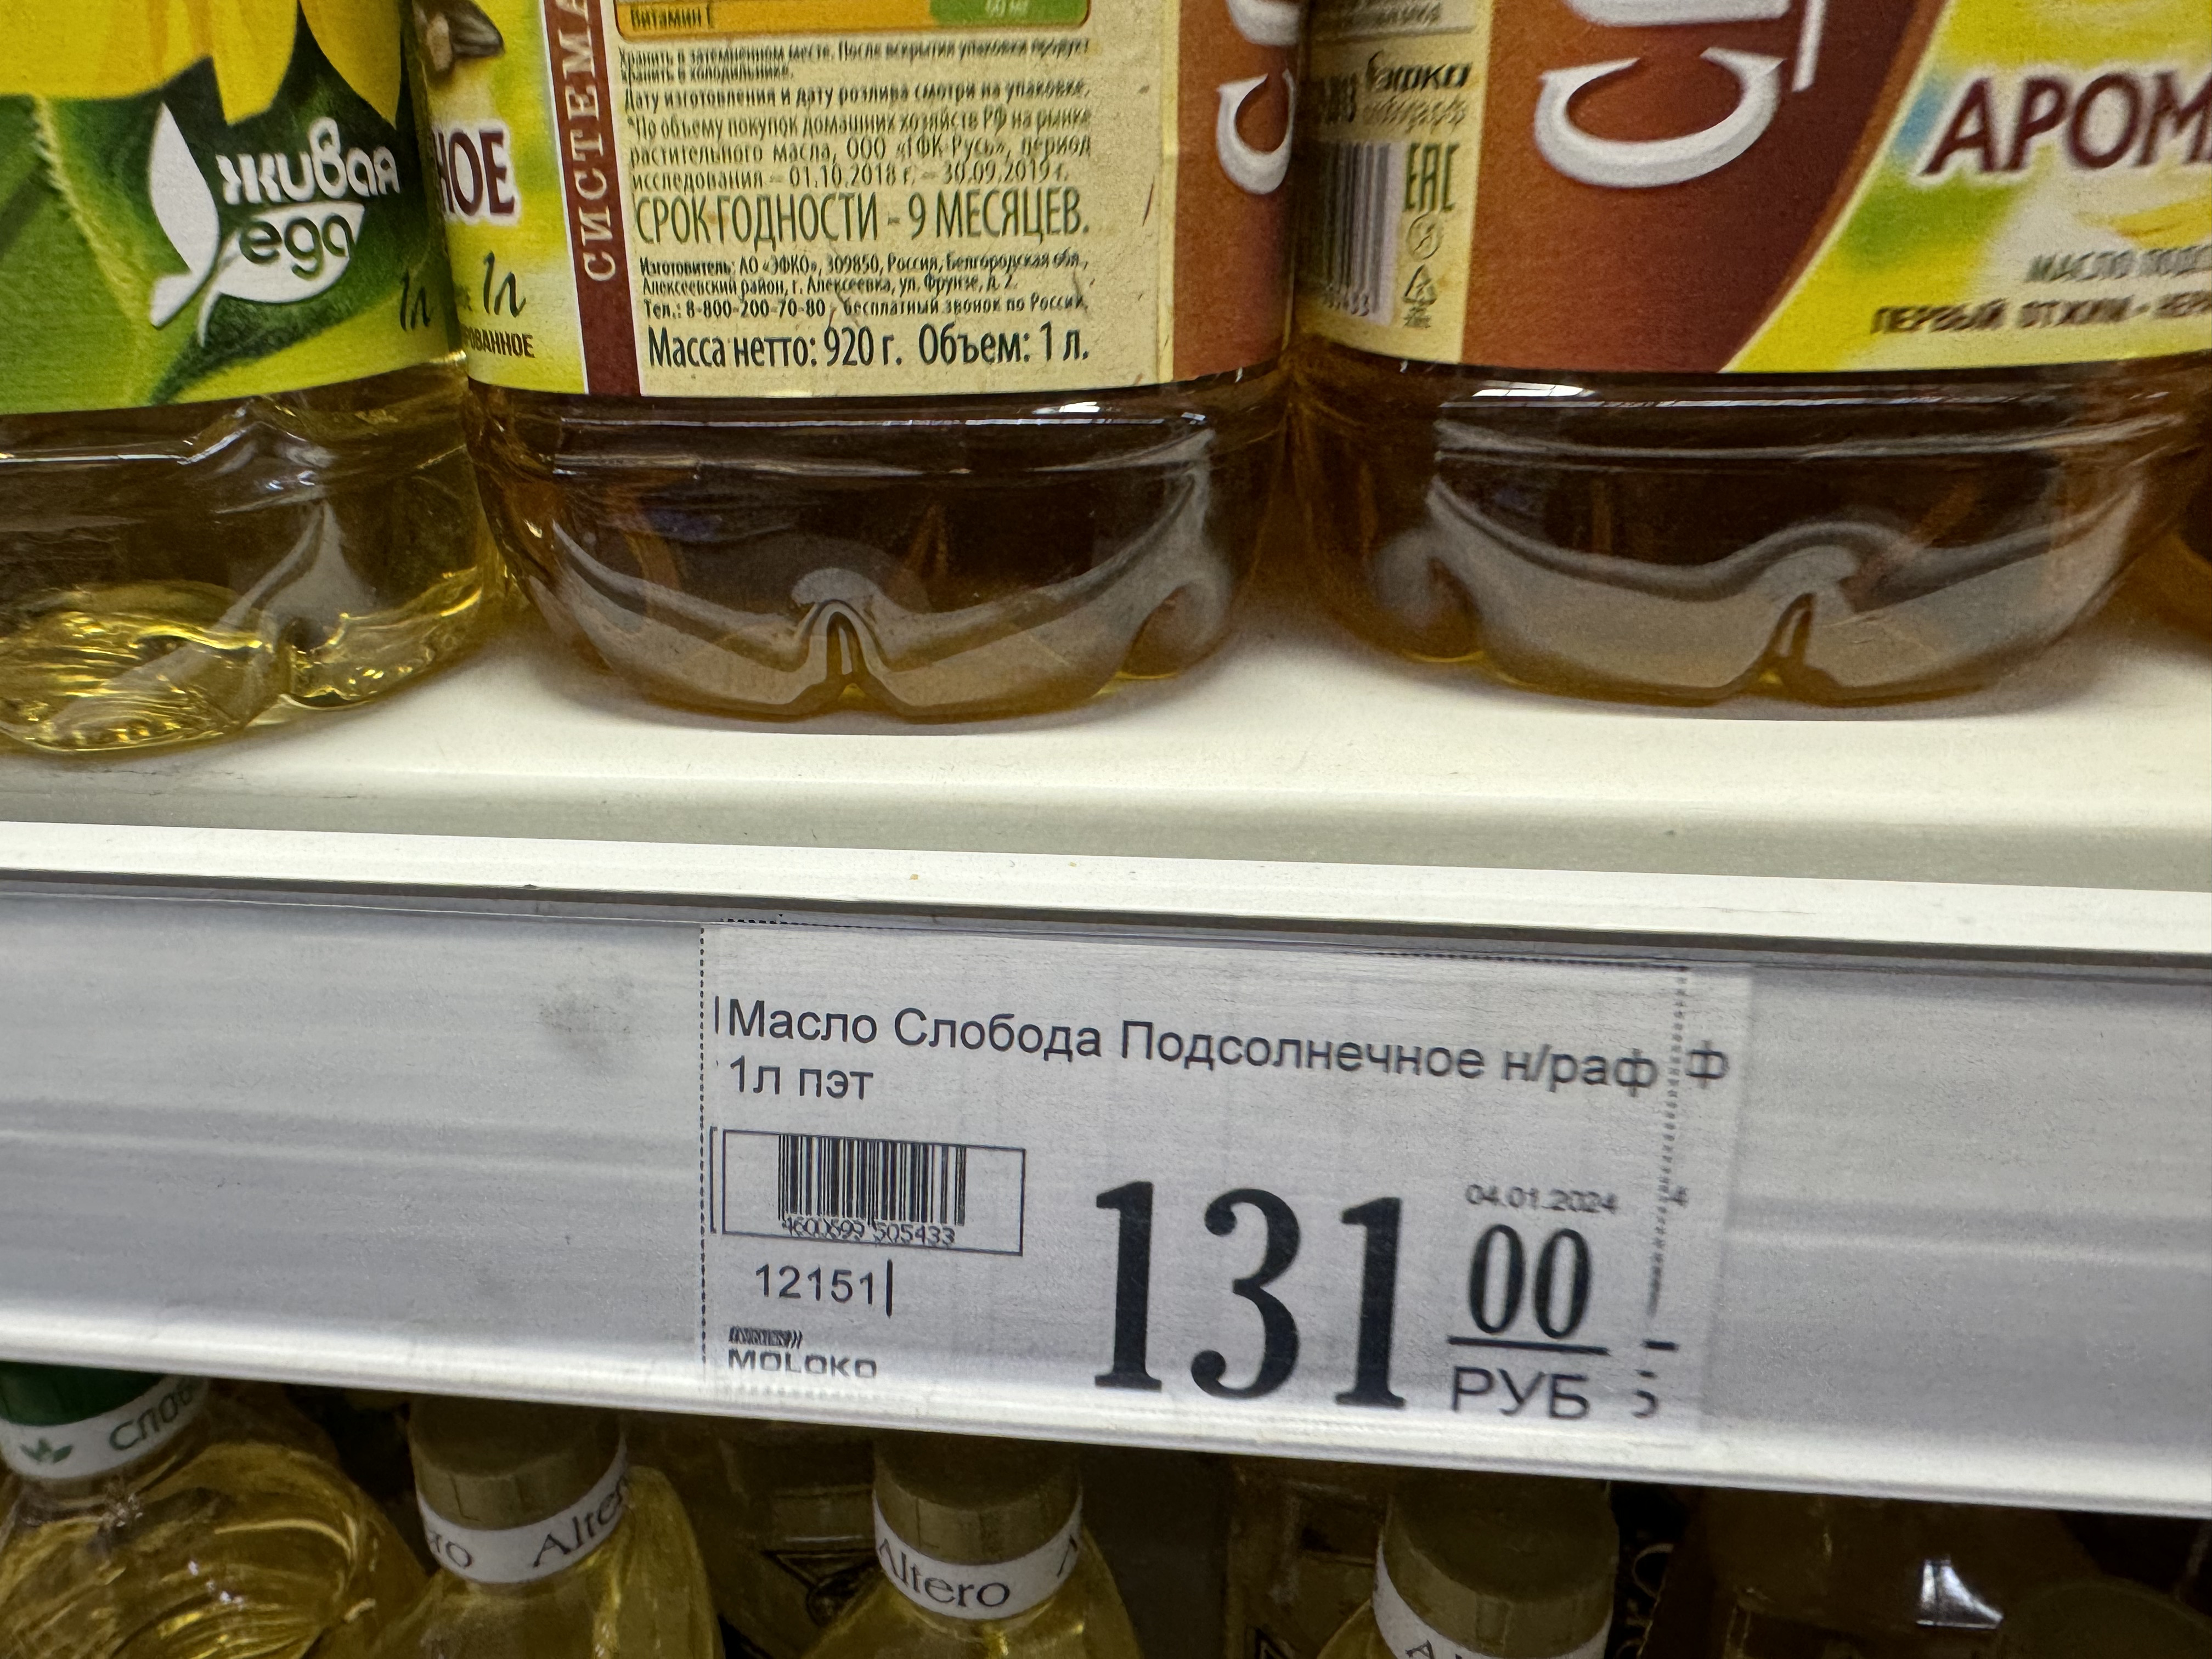 Витамин Е
живая
еда
1л
НОЕ
1л
СИСТЕМА
Хранить в затемненном месте. После вскрытия упаковки продукт
хранить в холодильнике.
Дату изготовления и дату розлива смотри на упаковке.
*По объему покупок домашних хозяйств РФ на рынке
растительного масла, ООО «ГФК-Русь», период
исследования – 01.10.2018 г. – 30.09.2019 г.
СРОК ГОДНОСТИ - 9 МЕСЯЦЕВ.
Изготовитель: АО «ЭФКО», 309850, Россия, Белгородская обл.,
Алексеевский район, г. Алексеевка, ул. Фрунзе, д. 2.
Тел.: 8-800-200-70-80, бесплатный звонок по России.
Масса нетто: 920 г. Объем: 1 л.
эфко
EAC
АРОМ
МАСЛО
ПЕРВЫЙ ОТЖИМ
Масло Слобода Подсолнечное н/раф ф
1л пэт
4600699 505433
12151
MOLOKO
131
04.01.2024
00
РУБ
СЛОБ
Altero
Altero